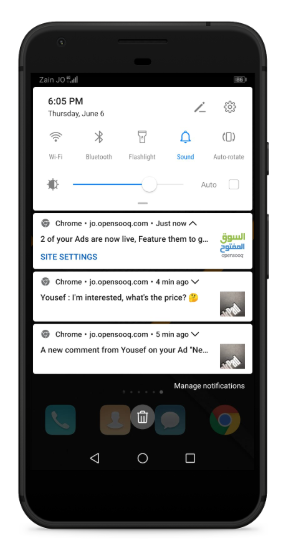 Zain JO
6:05 PM
Thursday, June 6
Wi-Fi
Bluetooth
Flashlight
Sound
Auto-rotate
Auto
Chrome • jo.opensooq.com • Just now
2 of your Ads are now live, Feature them to g...
SITE SETTINGS
السوق
المفتوح
opensooq
Chrome • jo.opensooq.com • 4 min ago
Yousef : I'm interested, what's the price? 🤔
Chrome • jo.opensooq.com • 5 min ago
A new comment from Yousef on your Ad "Ne...
Manage notifications